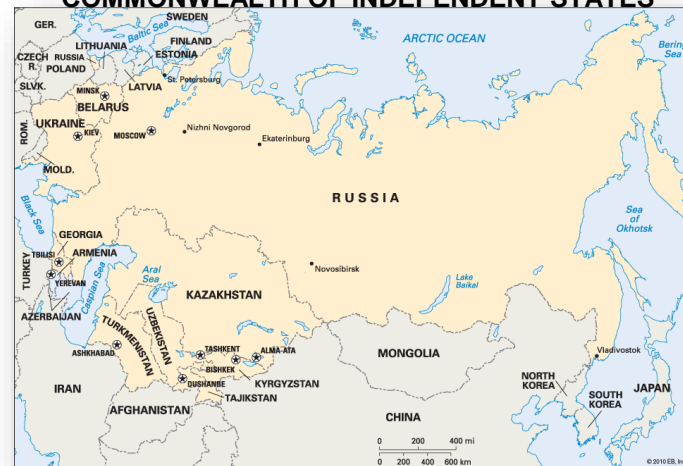 COMMONWEALTH OF INDEPENDENT STATES
GER.
SWEDEN
Baltic Sea
FINLAND
ARCTIC OCEAN
Bering
Sea
LITHUANIA
ESTONIA
CZECH
R.
RUSSIA
POLAND
St. Petersburg
LATVIA
SLVK.
MINSK
BELARUS
UKRAINE
KIEV
MOSCOW
Nizhni Novgorod
Ekaterinburg
ROM.
MOLD.
RUSSIA
Black Sea
Sea
of
Okhotsk
GEORGIA
TBILISI
ARMENIA
YEREVAN
TURKEY
Caspian Sea
Aral
Sea
Novosibirsk
Lake
Baikal
KAZAKHSTAN
AZERBAIJAN
TURKMENISTAN
UZBEKISTAN
ASHKHABAD
TASHKENT
ALMA-ATA
BISHKEK
DUSHANBE
KYRGYZSTAN
TAJIKSTAN
MONGOLIA
Vladivostok
IRAN
AFGHANISTAN
CHINA
NORTH
KOREA
SOUTH
KOREA
JAPAN
0 200 400 mi
0 200 400 600 km
© 2010 EB, Inc